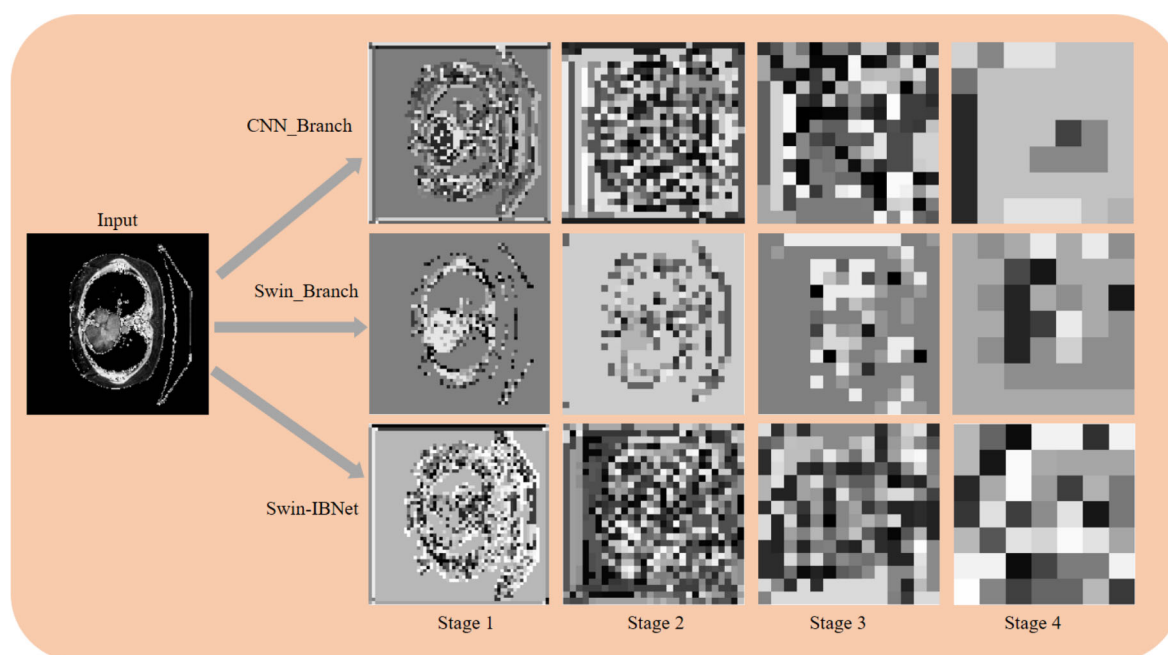 CNN_Branch
Input
Swin_Branch
Swin-IBNet
Stage 1
Stage 2
Stage 3
Stage 4